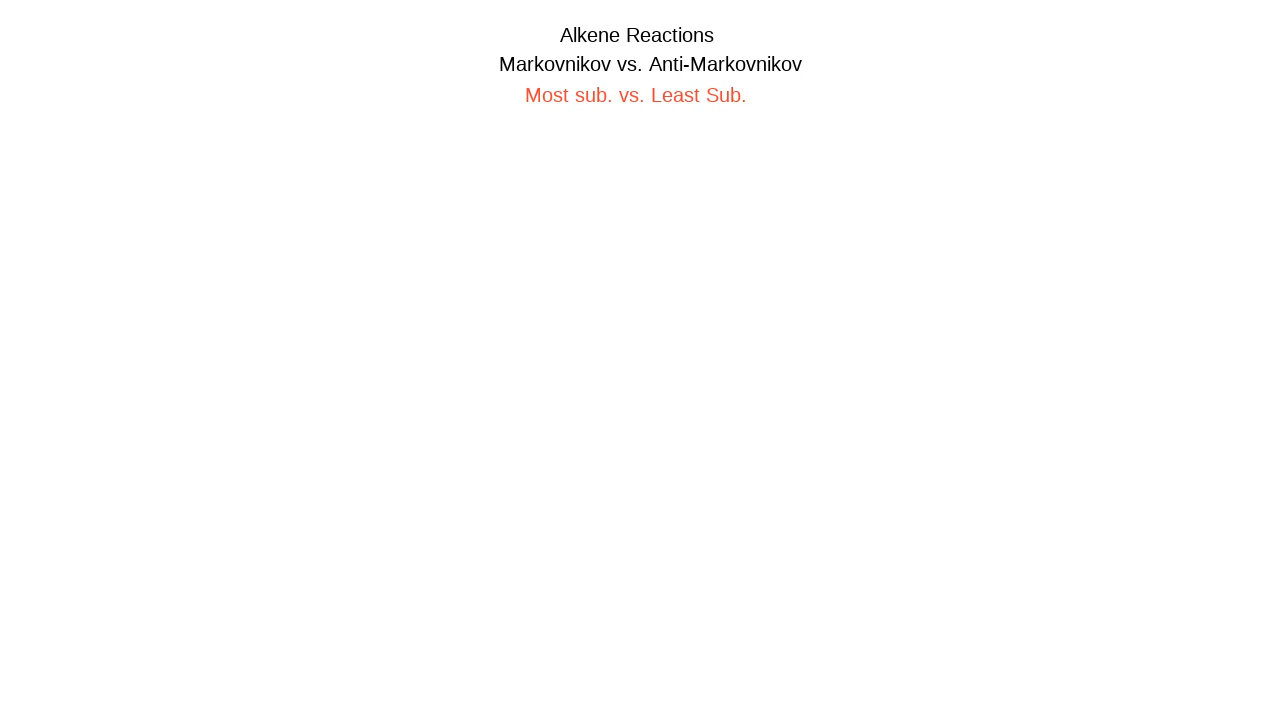 Alkene Reactions
Markovnikov vs. Anti-Markovnikov
Most sub. vs. Least Sub.